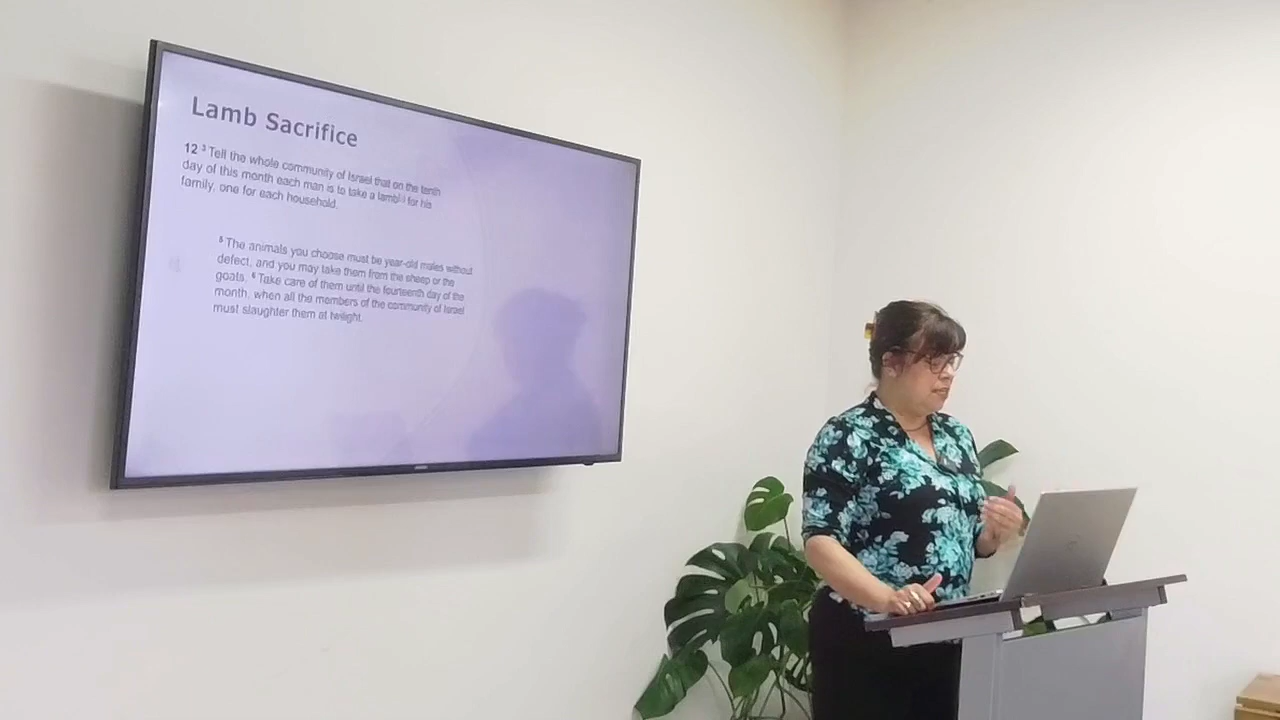 Lamb Sacrifice
12 ³ Tell the whole community of Israel that on the tenth
day of this month each man is to take a lamb for his
family, one for each household.
⁵ The animals you choose must be year-old males without
defect, and you may take them from the sheep or the
goats. ⁶ Take care of them until the fourteenth day of the
month, when all the members of the community of Israel
must slaughter them at twilight.